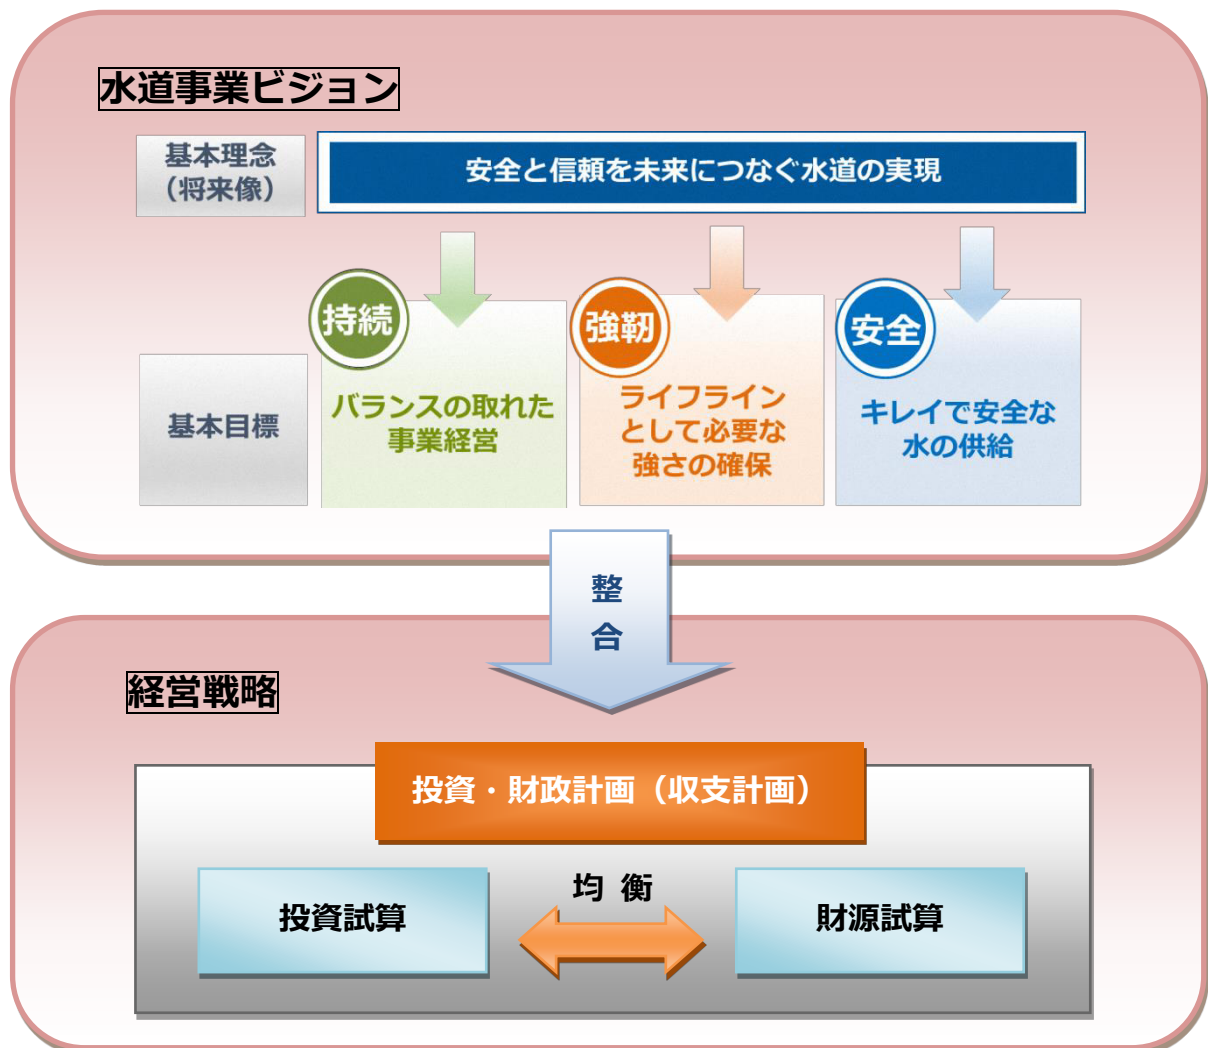 水道事業ビジョン
基本理念
（将来像）
安全と信頼を未来につなぐ水道の実現
持続
強靭
安全
基本目標
バランスの取れた
事業経営
ライフライン
として必要な
強さの確保
キレイで安全な
水の供給
整
合
経営戦略
投資・財政計画（収支計画）
投資試算
均 衡
財源試算